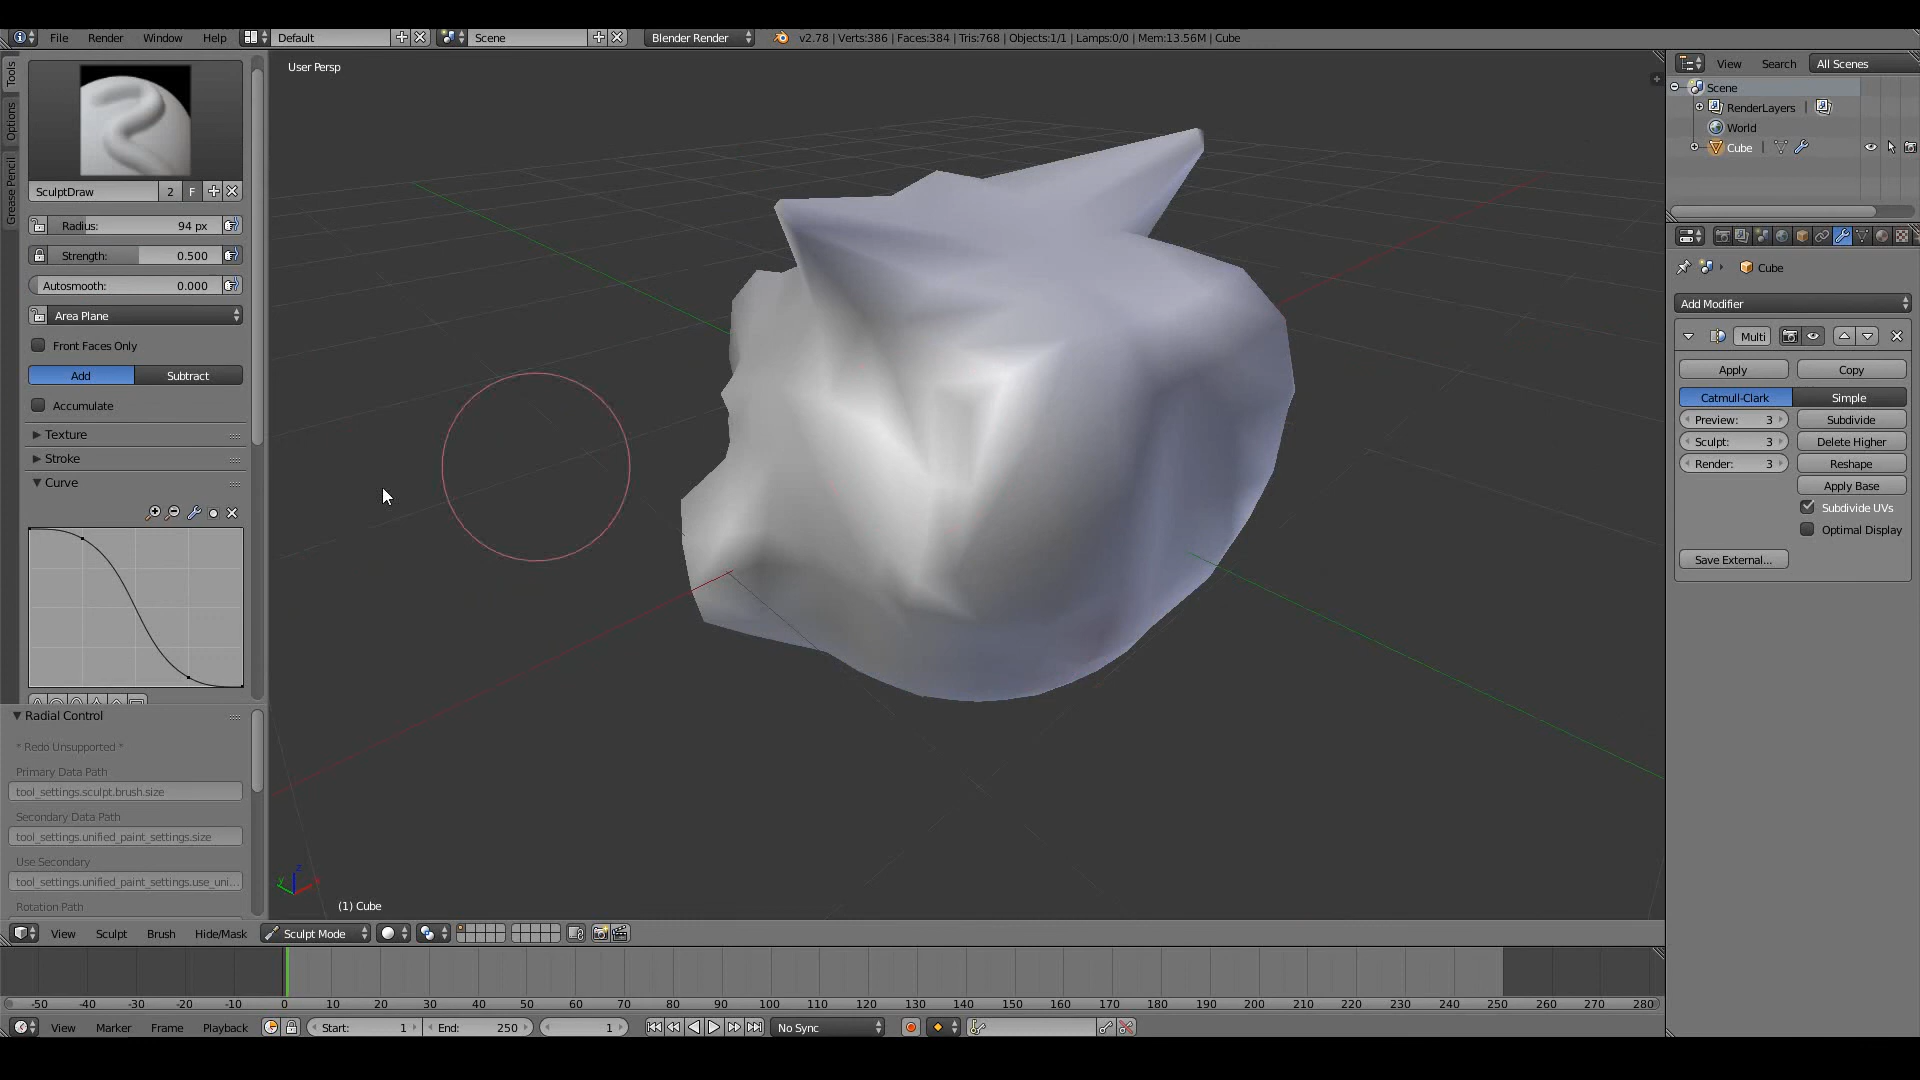 File Render Window Help Default Scene Blender Render v2.78 | Verts:386 | Faces:384 | Tris:768 | Objects:1/1 | Lamps:0/0 | Mem:13.56M | Cube
Tools
Options
Grease Pencil
User Persp
View Search All Scenes
Scene
RenderLayers |
World
Cube |
SculptDraw 2 F
Radius: 94 px
Strength: 0.500
Autosmooth: 0.000
Area Plane
Front Faces Only
Add Subtract
Accumulate
Texture
Stroke
Curve
Radial Control
* Redo Unsupported *
Primary Data Path
tool_settings.sculpt.brush.size
Secondary Data Path
tool_settings.unified_paint_settings.size
Use Secondary
tool_settings.unified_paint_settings.use_uni...
Rotation Path
Cube
Add Modifier
Multi
Apply Copy
Catmull-Clark Simple
Preview: 3 Subdivide
Sculpt: 3 Delete Higher
Render: 3 Reshape
Apply Base
Subdivide UVs
Optimal Display
Save External...
z
y
(1) Cube
View Sculpt Brush Hide/Mask Sculpt Mode
-50 -40 -30 -20 -10 0 10 20 30 40 50 60 70 80 90 100 110 120 130 140 150 160 170 180 190 200 210 220 230 240 250 260 270 280
View Marker Frame Playback Start: 1 End: 250 1 No Sync